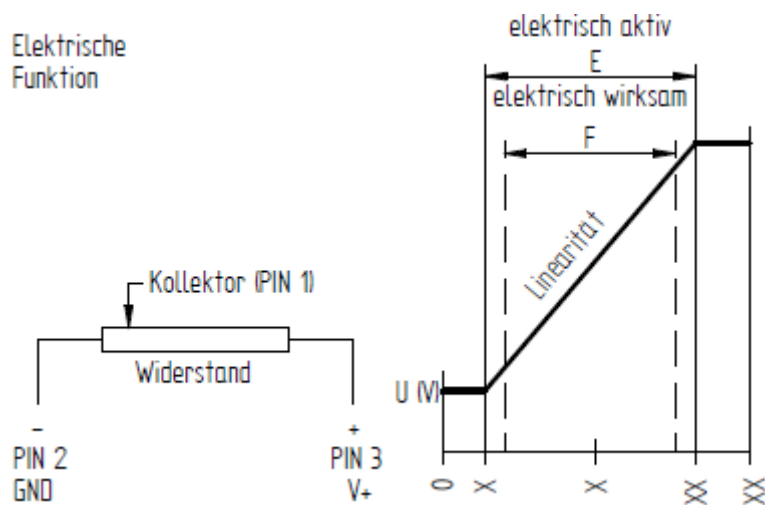 Elektrische
Funktion
Kollektor (PIN 1)
Widerstand
-
+
PIN 2
PIN 3
GND
V+
elektrisch aktiv
E
elektrisch wirksam
F
Linearität
U (V)
0
X
X
XX
XX